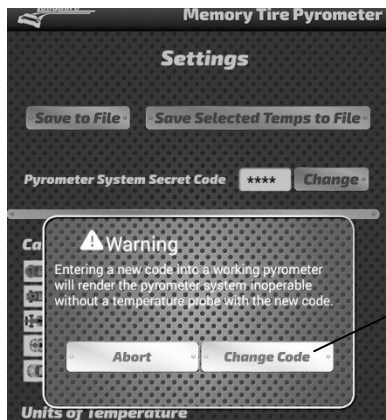 Memory Tire Pyrometer
Settings
Save to File
Save Selected Temps to File
Pyrometer System Secret Code
****
Change
Ca
Warning
Entering a new code into a working pyrometer
will render the pyrometer system inoperable
without a temperature probe with the new code.
Abort
Change Code
Units of Temperature